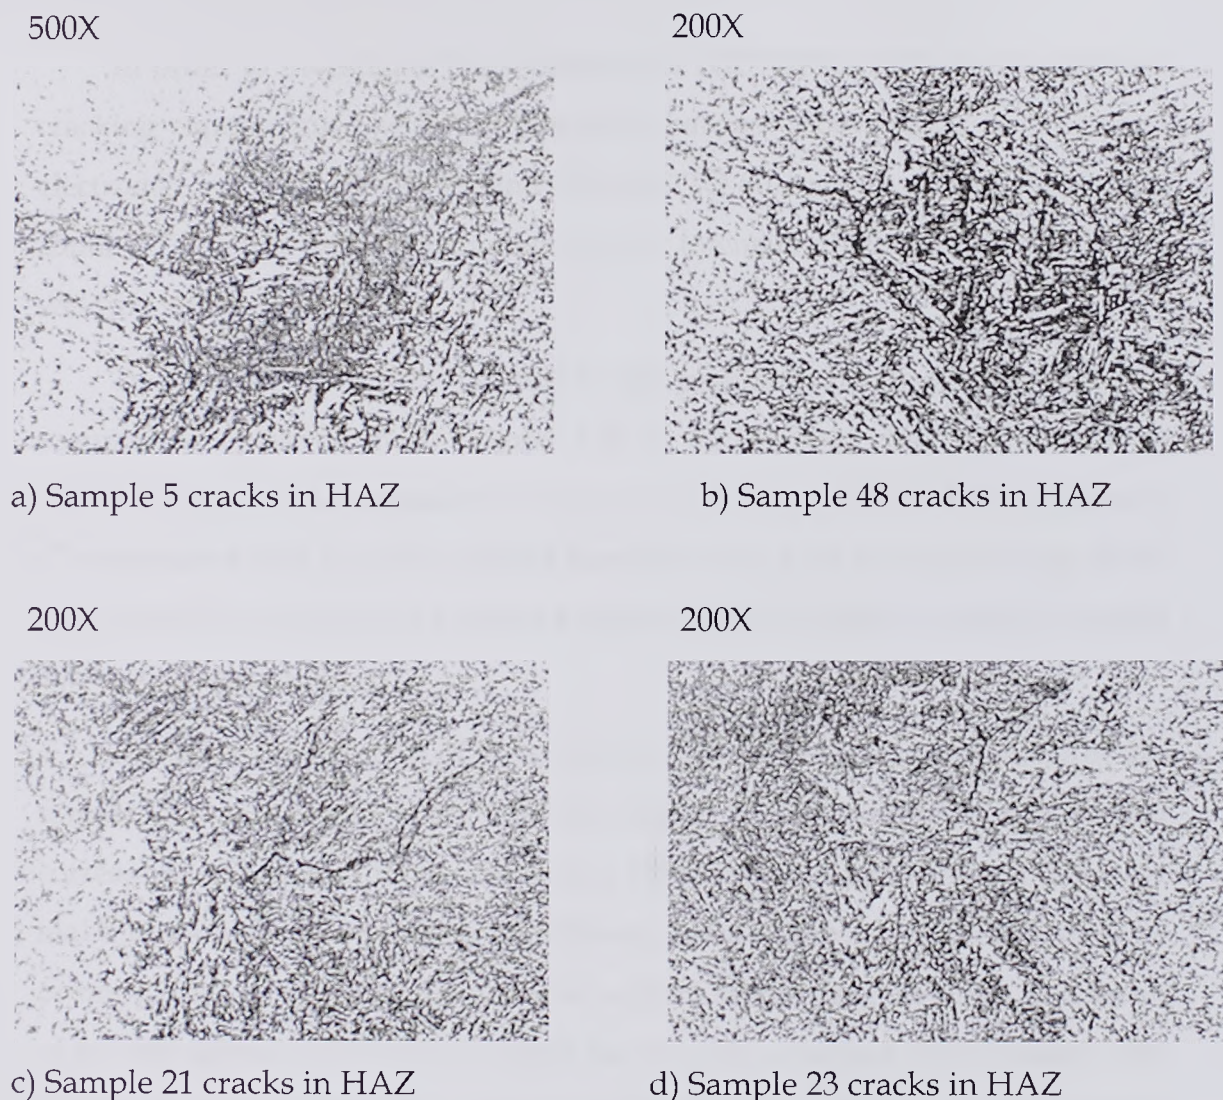 500X
200X
a) Sample 5 cracks in HAZ
b) Sample 48 cracks in HAZ
200X
200X
c) Sample 21 cracks in HAZ
d) Sample 23 cracks in HAZ